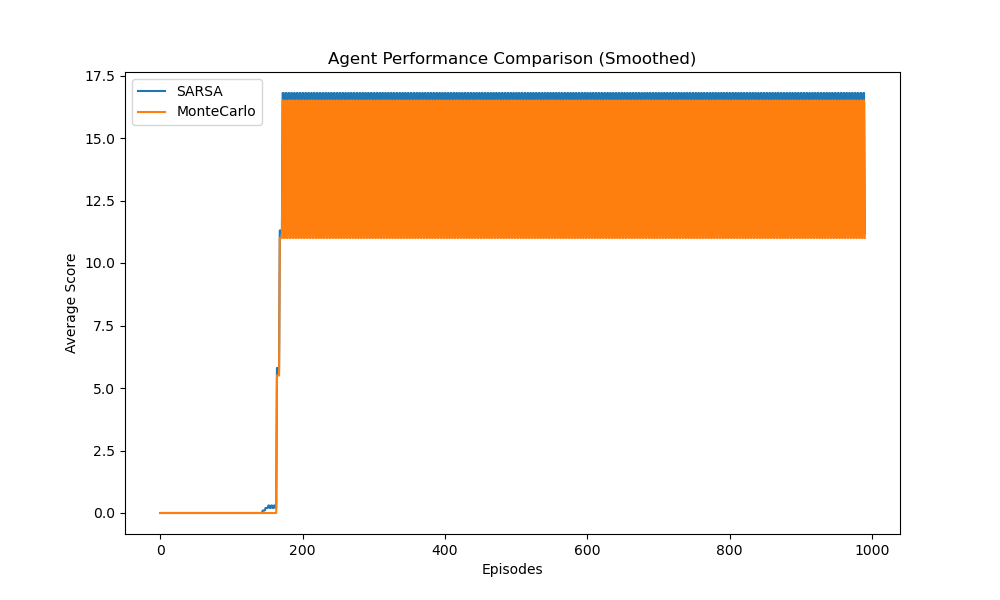 Agent Performance Comparison (Smoothed)
17.5
15.0
12.5
10.0
7.5
5.0
2.5
0.0
Average Score
SARSA
MonteCarlo
0 200 400 600 800 1000
Episodes